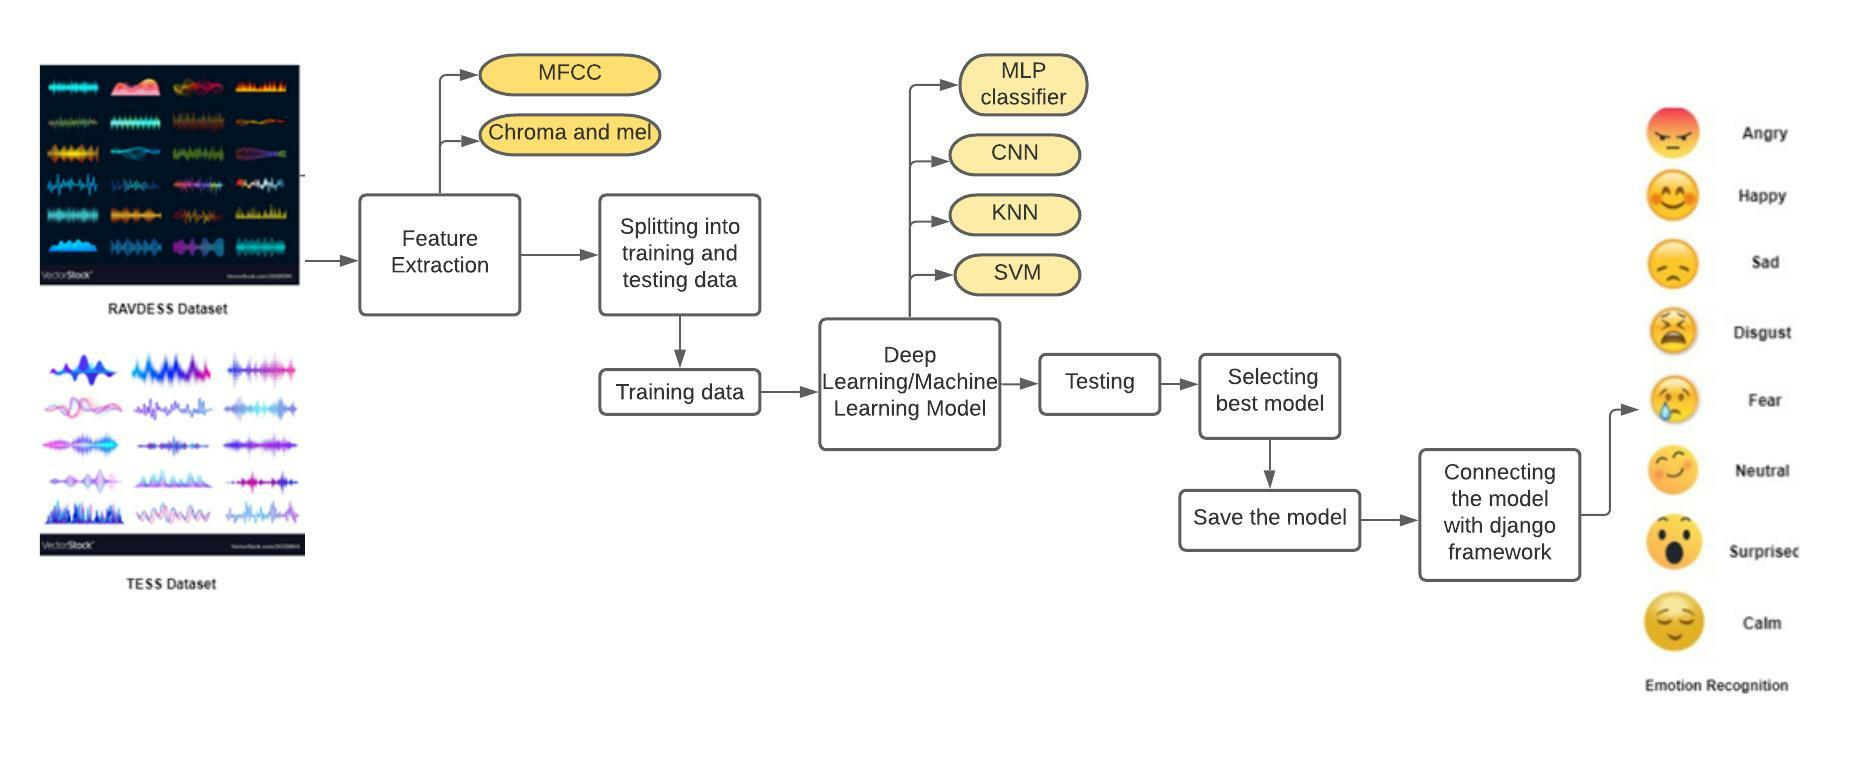 VectorStock
RAVDESS Dataset
VectorStock
TESS Dataset
MFCC
Chroma and mel
Feature
Extraction
Splitting into
training and
testing data
Training data
MLP
classifier
CNN
KNN
SVM
Deep
Learning/Machine
Learning Model
Testing
Selecting
best model
Save the model
Connecting
the model
with django
framework
Angry
Happy
Sad
Disgust
Fear
Neutral
Surprised
Calm
Emotion Recognition